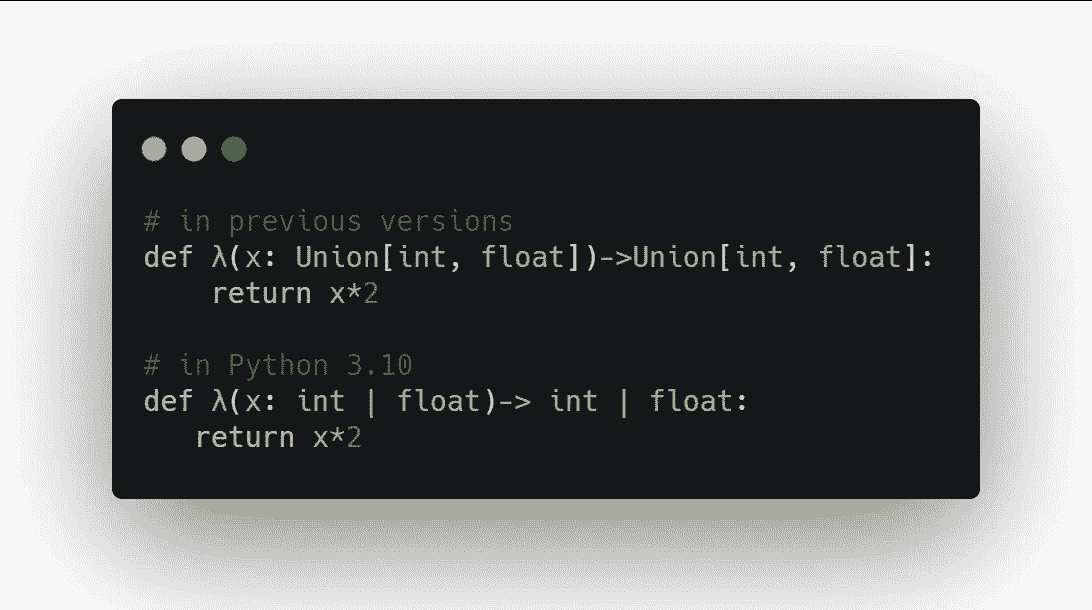 # in previous versions
def λ(x: Union[int, float])->Union[int, float]:
    return x*2
# in Python 3.10
def λ(x: int | float)-> int | float:
   return x*2